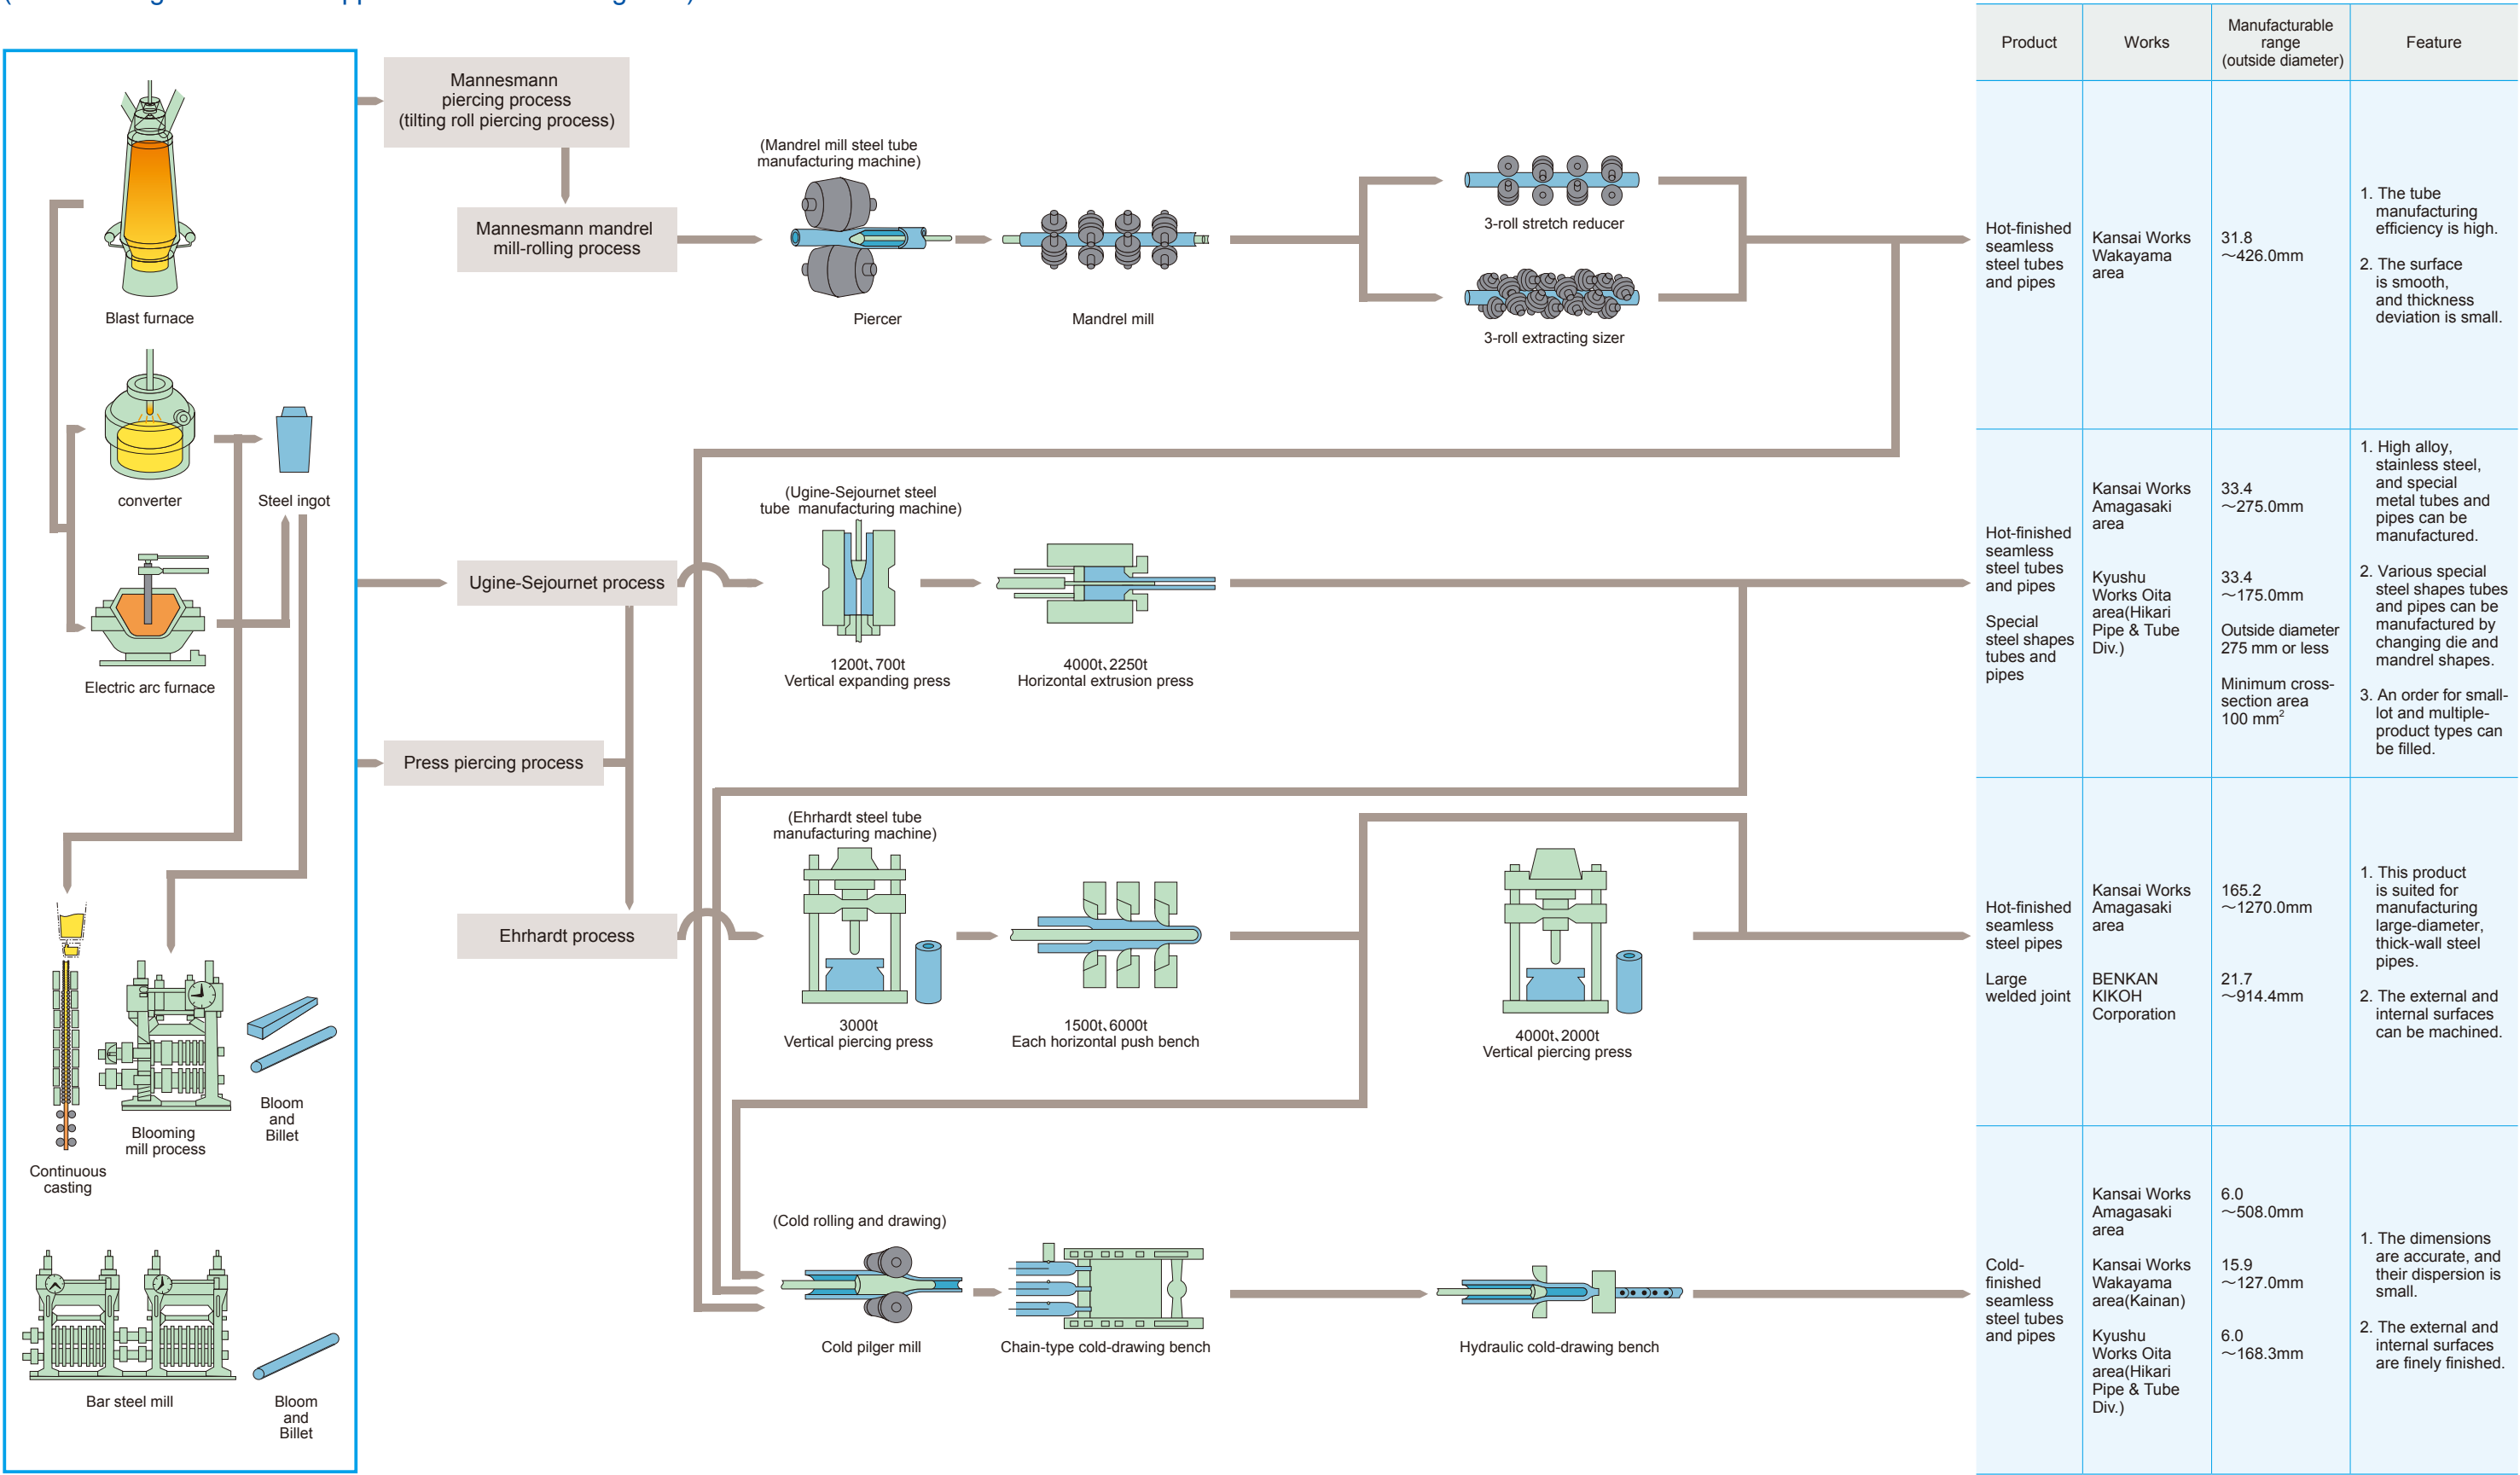 Blast furnace
converter
Steel ingot
Electric arc furnace
Continuous
casting
Blooming
mill process
Bloom
and
Billet
Bar steel mill
Bloom
and
Billet
Mannesmann
piercing process
(tilting roll piercing process)
Mannesmann mandrel
mill-rolling process
(Mandrel mill steel tube
manufacturing machine)
Piercer
Mandrel mill
3-roll stretch reducer
3-roll extracting sizer
Ugine-Sejournet process
(Ugine-Sejournet steel
tube manufacturing machine)
1200t、700t
Vertical expanding press
4000t、2250t
Horizontal extrusion press
Press piercing process
Ehrhardt process
(Ehrhardt steel tube
manufacturing machine)
3000t
Vertical piercing press
1500t、6000t
Each horizontal push bench
4000t、2000t
Vertical piercing press
(Cold rolling and drawing)
Cold pilger mill
Chain-type cold-drawing bench
Hydraulic cold-drawing bench
Product
Works
Manufacturable
range
(outside diameter)
Feature
Hot-finished
seamless
steel tubes
and pipes
Kansai Works
Wakayama
area
31.8
～426.0mm
1. The tube
manufacturing
efficiency is high.
2. The surface
is smooth,
and thickness
deviation is small.
Hot-finished
seamless
steel tubes
and pipes
Special
steel shapes
tubes and
pipes
Kansai Works
Amagasaki
area
Kyushu
Works Oita
area(Hikari
Pipe & Tube
Div.)
33.4
～275.0mm
33.4
～175.0mm
Outside diameter
275 mm or less
Minimum cross-
section area
100 mm²
1. High alloy,
stainless steel,
and special
metal tubes and
pipes can be
manufactured.
2. Various special
steel shapes tubes
and pipes can be
manufactured by
changing die and
mandrel shapes.
3. An order for small-
lot and multiple-
product types can
be filled.
Hot-finished
seamless
steel pipes
Large
welded joint
Kansai Works
Amagasaki
area
BENKAN
KIKOH
Corporation
165.2
～1270.0mm
21.7
～914.4mm
1. This product
is suited for
manufacturing
large-diameter,
thick-wall steel
pipes.
2. The external and
internal surfaces
can be machined.
Cold-
finished
seamless
steel tubes
and pipes
Kansai Works
Amagasaki
area
Kansai Works
Wakayama
area(Kainan)
Kyushu
Works Oita
area(Hikari
Pipe & Tube
Div.)
6.0
～508.0mm
15.9
～127.0mm
6.0
～168.3mm
1. The dimensions
are accurate, and
their dispersion is
small.
2. The external and
internal surfaces
are finely finished.